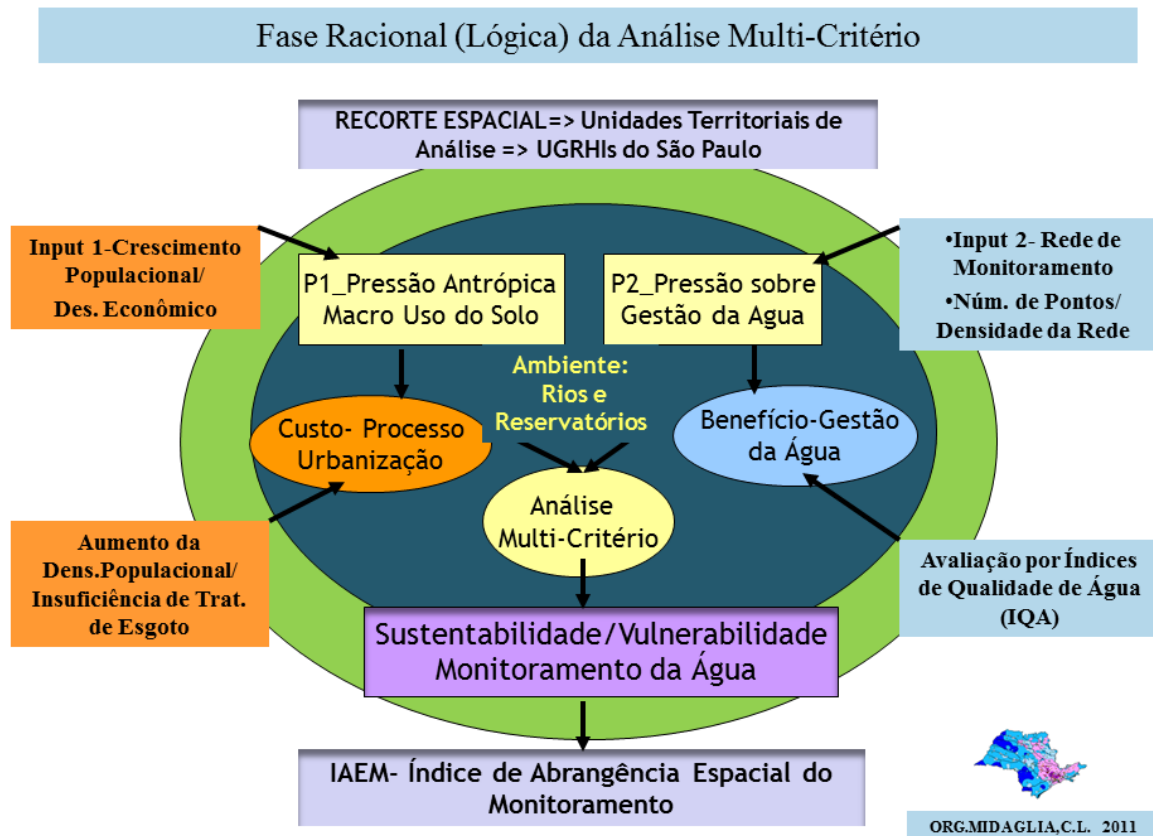 Fase Racional (Lógica) da Análise Multi-Critério
RECORTE ESPACIAL=> Unidades Territoriais de
Análise => UGRHIs do São Paulo
Input 1-Crescimento
Populacional/
Des. Econômico
P1_Pressão Antrópica
Macro Uso do Solo
P2_Pressão sobre
Gestão da Agua
•Input 2- Rede de
Monitoramento
•Núm. de Pontos/
Densidade da Rede
Ambiente:
Rios e
Reservatórios
Custo- Processo
Urbanização
Benefício-Gestão
da Água
Análise
Multi-Critério
Aumento da
Dens.Populacional/
Insuficiência de Trat.
de Esgoto
Avaliação por Índices
de Qualidade de Água
(IQA)
Sustentabilidade/Vulnerabilidade
Monitoramento da Água
IAEM- Índice de Abrangência Espacial do
Monitoramento
ORG.MIDAGLIA,C.L. 2011